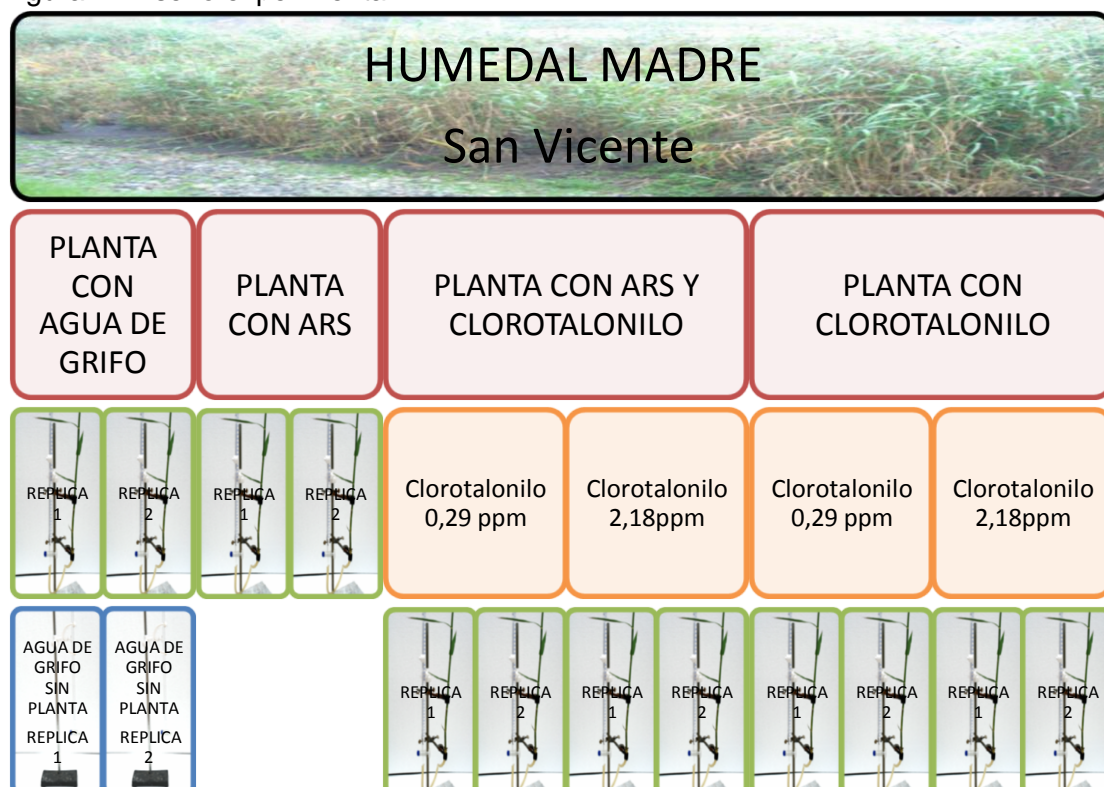 HUMEDAL MADRE
San Vicente
PLANTA
CON
AGUA DE
GRIFO
PLANTA
CON ARS
PLANTA CON ARS Y
CLOROTALONILO
PLANTA CON
CLOROTALONILO
REPLICA
1
REPLICA
2
REPLICA
1
REPLICA
2
Clorotalonilo
0,29 ppm
Clorotalonilo
2,18ppm
Clorotalonilo
0,29 ppm
Clorotalonilo
2,18ppm
AGUA DE
GRIFO
SIN
PLANTA
REPLICA
1
AGUA DE
GRIFO
SIN
PLANTA
REPLICA
2
REPLICA
1
REPLICA
2
REPLICA
1
REPLICA
2
REPLICA
1
REPLICA
2
REPLICA
1
REPLICA
2